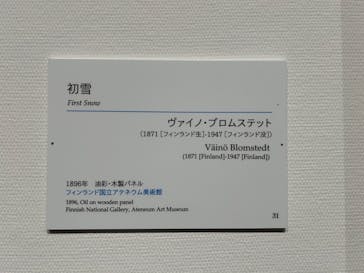 初雪
First Snow
ヴァイノ・ブロムステット
（1871［フィンランド生］-1947［フィンランド没］）
Väinö Blomstedt
(1871 [Finland]-1947 [Finland])
1896年　油彩・木製パネル
フィンランド国立アテネウム美術館
1896, Oil on wooden panel
Finnish National Gallery, Ateneum Art Museum
31